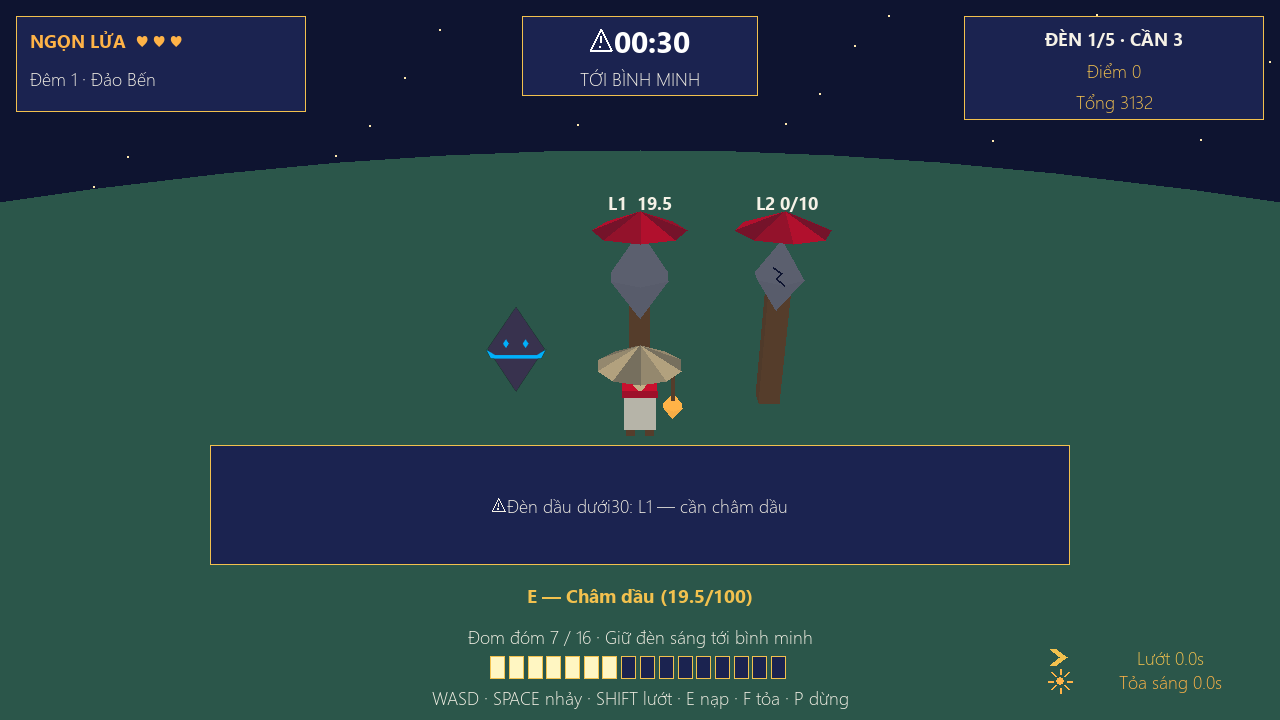 NGỌN LỬA ♥♥♥
Đêm 1 · Đảo Bến
⚠00:30
TỚI BÌNH MINH
ĐÈN 1/5 · CẦN 3
Điểm 0
Tổng 3132
L1 19.5
L2 0/10
⚠Đèn dầu dưới30: L1 — cần châm dầu
E — Châm dầu (19.5/100)
Đom đóm 7 / 16 · Giữ đèn sáng tới bình minh
WASD · SPACE nhảy · SHIFT lướt · E nạp · F tỏa · P dừng
Lướt 0.0s
Tỏa sáng 0.0s